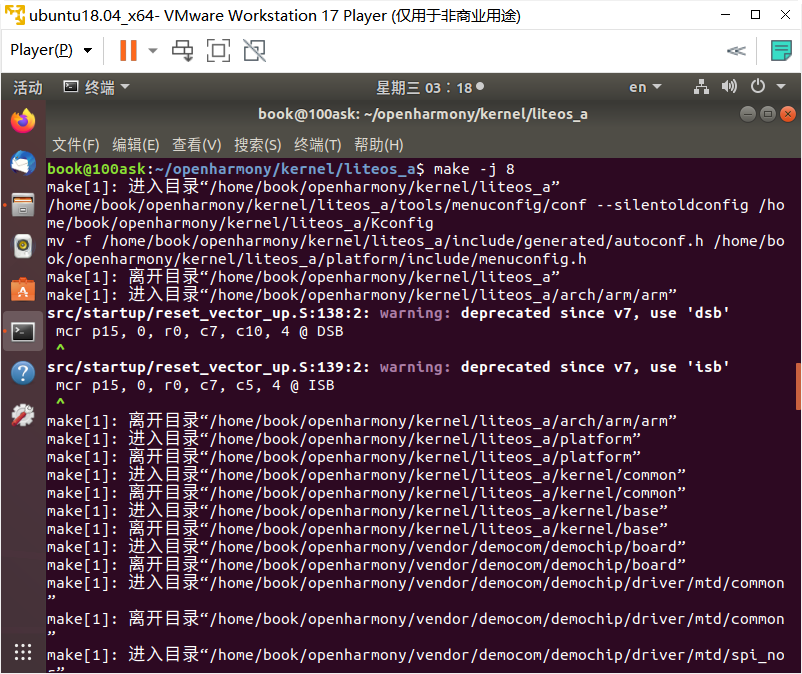 ubuntu18.04_x64- VMware Workstation 17 Player (仅用于非商业用途)
Player(P)
活动 终端 星期三 03：18 en
book@100ask: ~/openharmony/kernel/liteos_a
文件(F) 编辑(E) 查看(V) 搜索(S) 终端(T) 帮助(H)
book@100ask:~/openharmony/kernel/liteos_a$ make -j 8
make[1]: 进入目录“/home/book/openharmony/kernel/liteos_a”
/home/book/openharmony/kernel/liteos_a/tools/menuconfig/conf --silentoldconfig /ho
me/book/openharmony/kernel/liteos_a/Kconfig
mv -f /home/book/openharmony/kernel/liteos_a/include/generated/autoconf.h /home/bo
ok/openharmony/kernel/liteos_a/platform/include/menuconfig.h
make[1]: 离开目录“/home/book/openharmony/kernel/liteos_a”
make[1]: 进入目录“/home/book/openharmony/kernel/liteos_a/arch/arm/arm”
src/startup/reset_vector_up.S:138:2: warning: deprecated since v7, use 'dsb'
 mcr p15, 0, r0, c7, c10, 4 @ DSB
 ^
src/startup/reset_vector_up.S:139:2: warning: deprecated since v7, use 'isb'
 mcr p15, 0, r0, c7, c5, 4 @ ISB
 ^
make[1]: 离开目录“/home/book/openharmony/kernel/liteos_a/arch/arm/arm”
make[1]: 进入目录“/home/book/openharmony/kernel/liteos_a/platform”
make[1]: 离开目录“/home/book/openharmony/kernel/liteos_a/platform”
make[1]: 进入目录“/home/book/openharmony/kernel/liteos_a/kernel/common”
make[1]: 离开目录“/home/book/openharmony/kernel/liteos_a/kernel/common”
make[1]: 进入目录“/home/book/openharmony/kernel/liteos_a/kernel/base”
make[1]: 离开目录“/home/book/openharmony/kernel/liteos_a/kernel/base”
make[1]: 进入目录“/home/book/openharmony/vendor/democom/demochip/board”
make[1]: 离开目录“/home/book/openharmony/vendor/democom/demochip/board”
make[1]: 进入目录“/home/book/openharmony/vendor/democom/demochip/driver/mtd/common
”
make[1]: 离开目录“/home/book/openharmony/vendor/democom/demochip/driver/mtd/common
”
make[1]: 进入目录“/home/book/openharmony/vendor/democom/demochip/driver/mtd/spi_no
r”